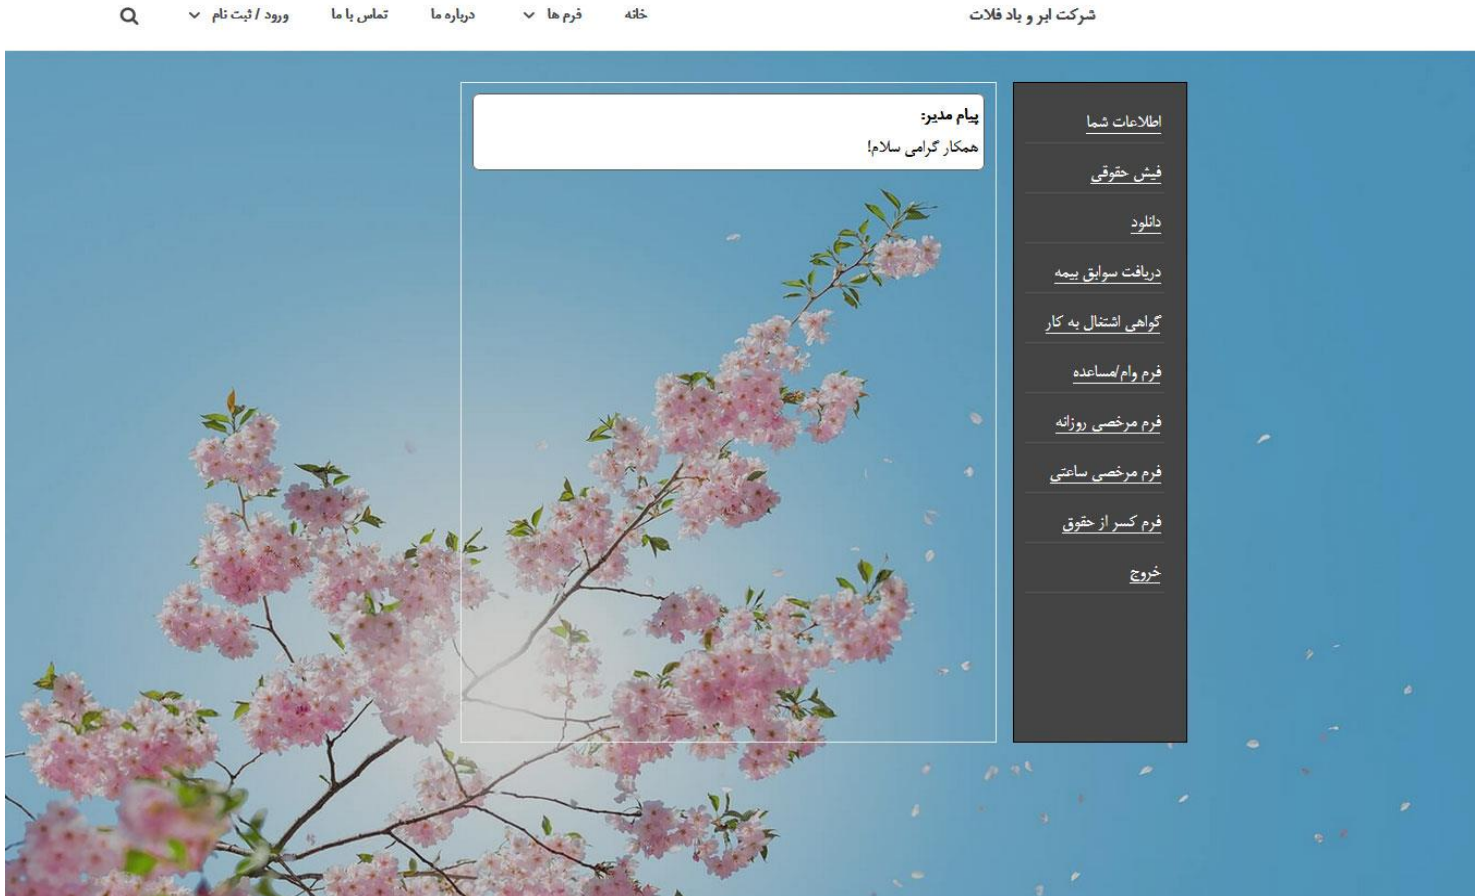 شرکت ابر و باد فلات
خانه
فرم ها
درباره ما
تماس با ما
ورود / ثبت نام
اطلاعات شما
فیش حقوقی
دانلود
دریافت سوابق بیمه
گواهی اشتغال به کار
فرم وام/مساعده
فرم مرخصی روزانه
فرم مرخصی ساعتی
فرم کسر از حقوق
خروج
پیام مدیر:
همکار گرامی سلام!